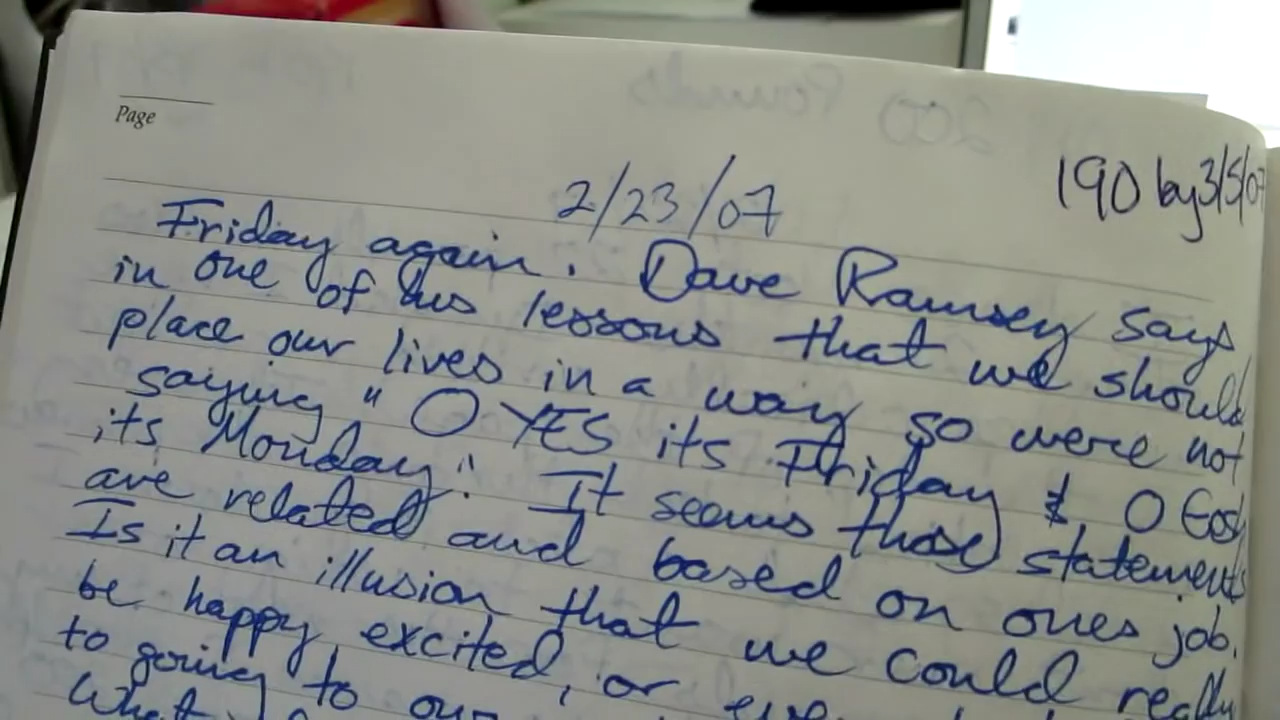 Page
2/23/07
190 by 3/5/07
Friday again. Dave Ramsey says
in one of his lessons that we should
place our lives in a way so were not
saying "O YES its Friday &, O
its Monday". It seems those statements
are related and based on ones job.
Is it an illusion that we could really
be happy excited, or
to going to our
What